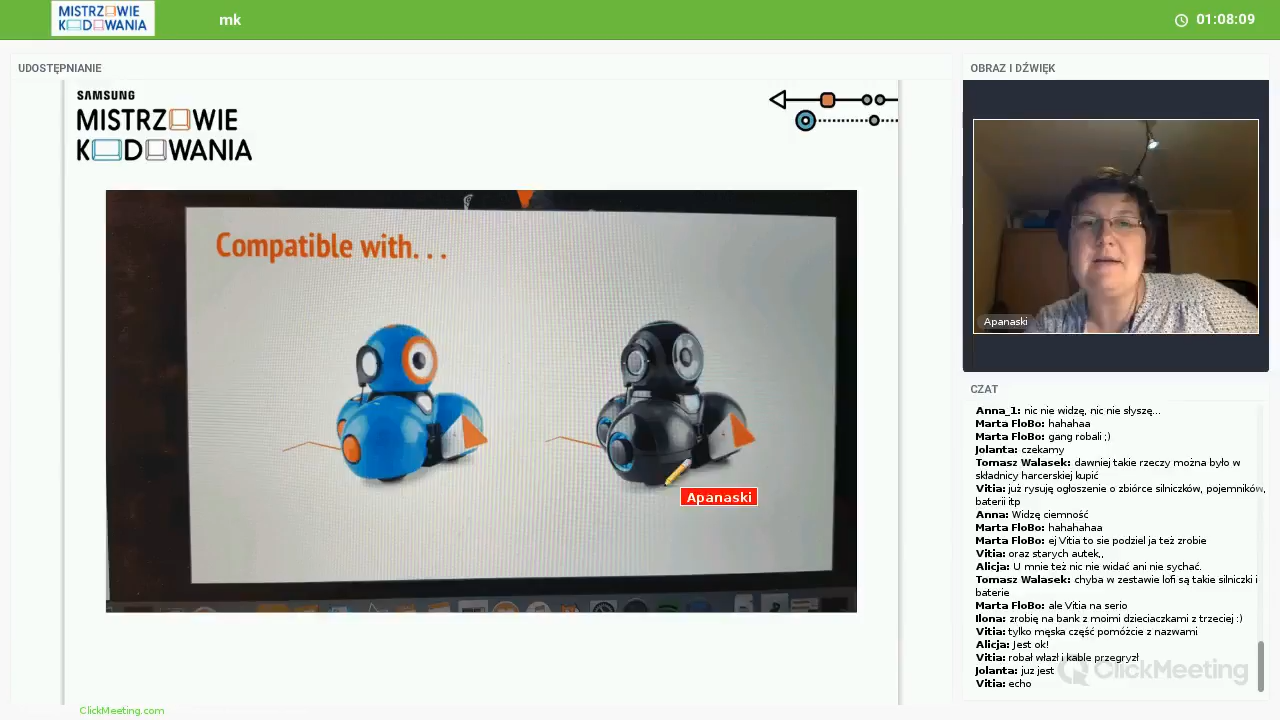 MISTRZOWIE
KODOWANIA
mk
01:08:09
UDOSTĘPNIANIE
SAMSUNG
MISTRZOWIE
KODOWANIA
Compatible with. . .
Apanaski
ClickMeeting.com
OBRAZ I DŹWIĘK
Apanaski
CZAT
Anna_1: nic nie widzę, nic nie słyszę...
Marta FloBo: hahahaa
Marta FloBo: gang robali ;)
Jolanta: czekamy
Tomasz Walasek: dawniej takie rzeczy można było w
składnicy harcerskiej kupić
Vitia: już rysuję ogłoszenie o zbiórce silniczków, pojemników,
baterii itp
Anna: Widzę ciemność
Marta FloBo: hahahahaa
Marta FloBo: ej Vitia to sie podziel ja też zrobie
Vitia: oraz starych autek,,
Alicja: U mnie też nic nie widać ani nie sychać.
Tomasz Walasek: chyba w zestawie lofi są takie silniczki i
baterie
Marta FloBo: ale Vitia na serio
Ilona: zrobię na bank z moimi dzieciaczkami z trzeciej :)
Vitia: tylko męska część pomóżcie z nazwami
Alicja: Jest ok!
Vitia: robał właził i kable przegryzł
Jolanta: juz jest
Vitia: echo
ClickMeeting